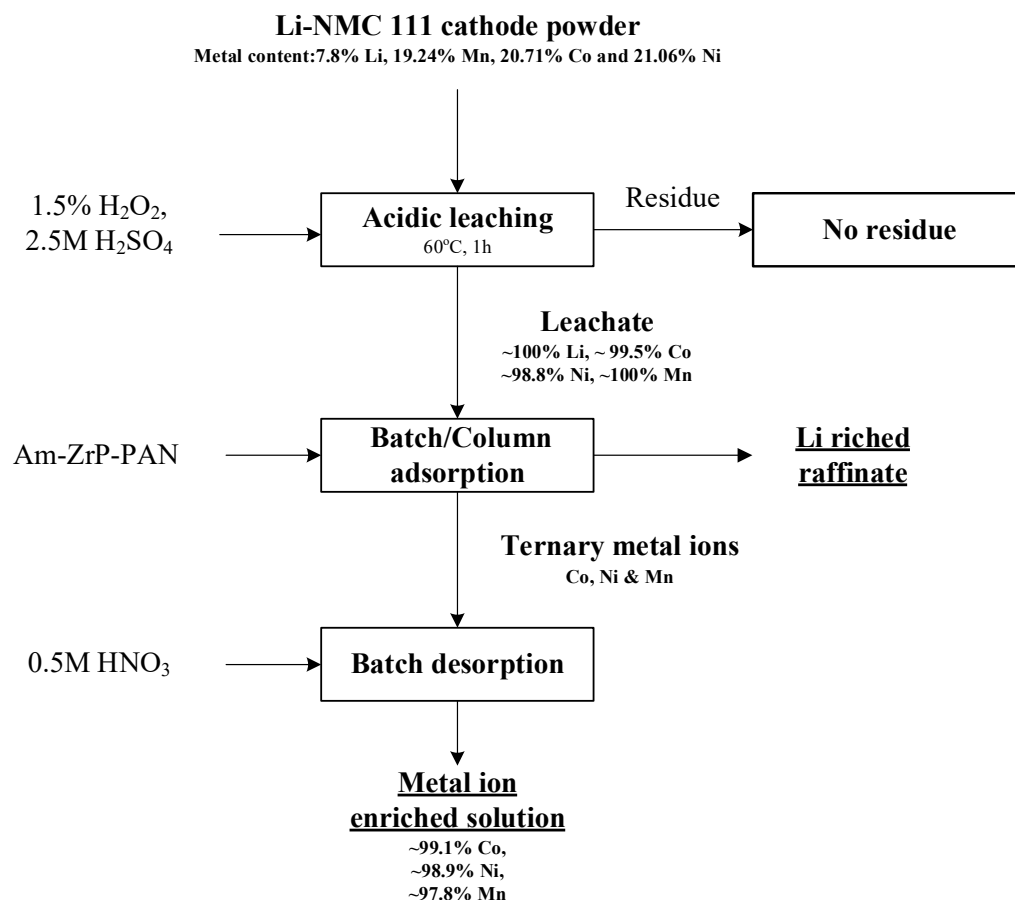 Li-NMC 111 cathode powder
Metal content:7.8% Li, 19.24% Mn, 20.71% Co and 21.06% Ni
1.5% H₂O₂,
2.5M H₂SO₄
Acidic leaching
60°C, 1h
Residue
No residue
Leachate
~100% Li, ~ 99.5% Co
~98.8% Ni, ~100% Mn
Am-ZrP-PAN
Batch/Column
adsorption
Li riched
raffinate
Ternary metal ions
Co, Ni & Mn
0.5M HNO₃
Batch desorption
Metal ion
enriched solution
~99.1% Co,
~98.9% Ni,
~97.8% Mn